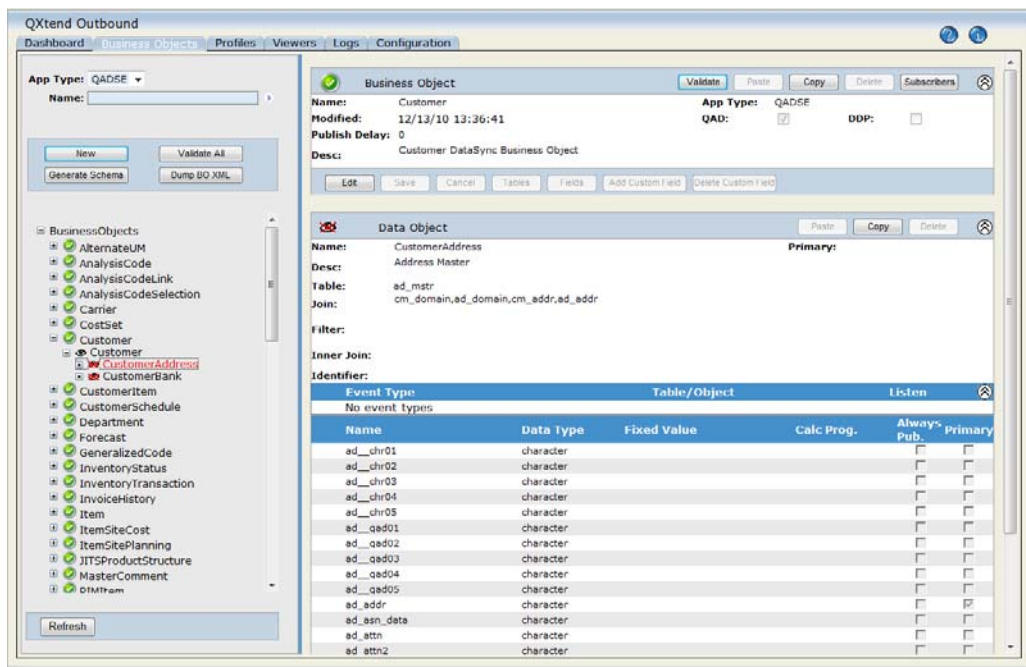 QXtend Outbound
Dashboard Business Objects Profiles Viewers Logs Configuration
App Type: QADSE
Name:
New Validate All
Generate Schema Dump BO XML
BusinessObjects
AlternateUM
AnalysisCode
AnalysisCodeLink
AnalysisCodeSelection
Carrier
CostSet
Customer
Customer
CustomerAddress
CustomerBank
CustomerItem
CustomerSchedule
Department
Forecast
GeneralizedCode
InventoryStatus
InventoryTransaction
InvoiceHistory
Item
ItemSiteCost
ItemSitePlanning
JITSProductStructure
MasterComment
PIMItem
Refresh
Business Object Validate Paste Copy Delete Subscribers
Name: Customer App Type: QADSE
Modified: 12/13/10 13:36:41 QAD: DDP:
Publish Delay: 0
Desc: Customer DataSync Business Object
Edit Save Cancel Tables Fields Add Custom Field Delete Custom Field
Data Object Paste Copy Delete
Name: CustomerAddress Primary:
Desc: Address Master
Table: ad_mstr
Join: cm_domain,ad_domain,cm_addr,ad_addr
Filter:
Inner Join:
Identifier:
Event Type Table/Object Listen
No event types
Name Data Type Fixed Value Calc Prog. Always Pub. Primary
ad__chr01 character
ad__chr02 character
ad__chr03 character
ad__chr04 character
ad__chr05 character
ad__qad01 character
ad__qad02 character
ad__qad03 character
ad__qad04 character
ad__qad05 character
ad_addr character
ad_asn_data character
ad_attn character
ad_attn2 character